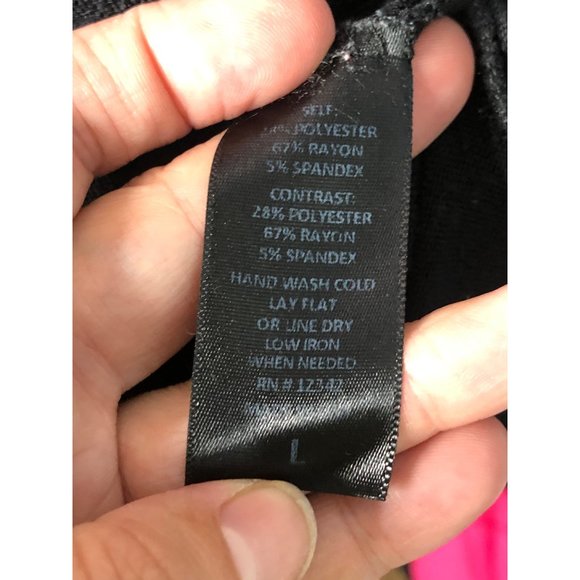 SELF:
POLYESTER
67% RAYON
5% SPANDEX
CONTRAST:
28% POLYESTER
67% RAYON
5% SPANDEX
HAND WASH COLD
LAY FLAT
OR LINE DRY
LOW IRON
WHEN NEEDED
RN #
L